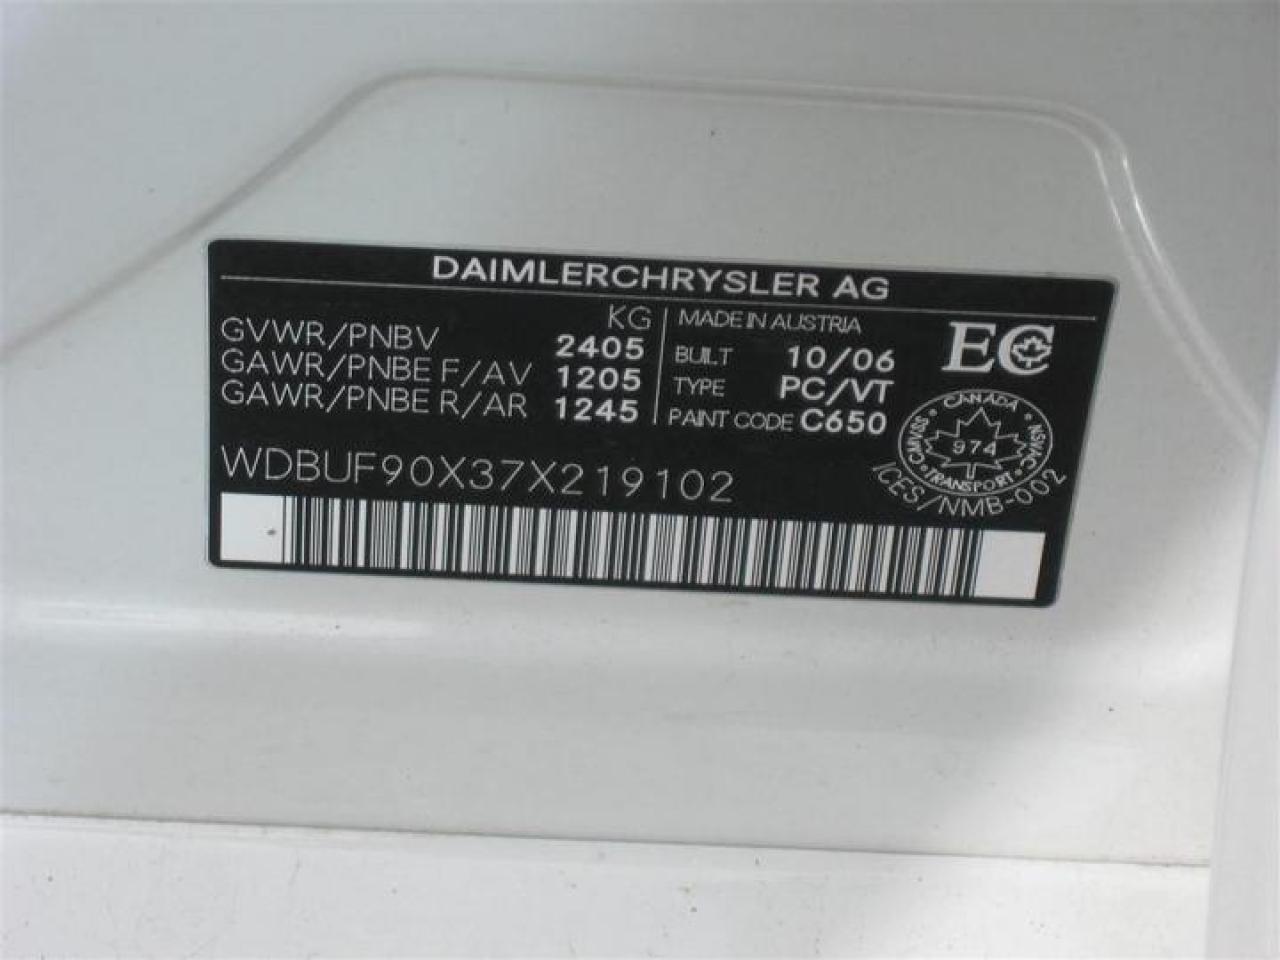 DAIMLERCHRYSLER AG
KG
GVWR/PNBV 2405
GAWR/PNBE F/AV 1205
GAWR/PNBE R/AR 1245
MADE IN AUSTRIA
BUILT 10/06
TYPE PC/VT
PAINT CODE C650
EC
CANADA
CMVSS 974 NSVAC
TRANSPORT
ICES/NMB-002
WDBUF90X37X219102